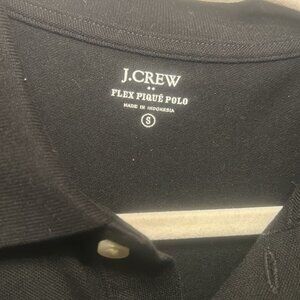 J.CREW
FLEX PIQUÉ POLO
MADE IN INDONESIA
S